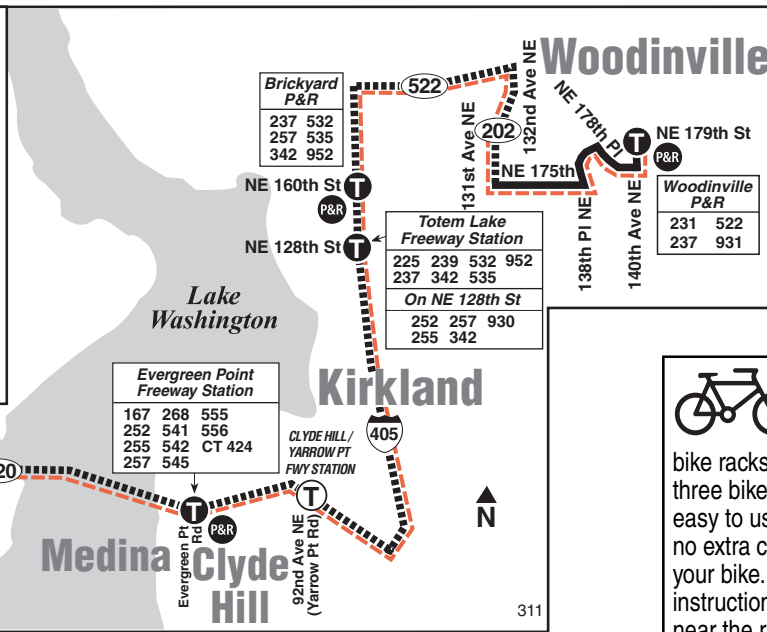 Woodinville
Brickyard
P&R
237 532
257 535
342 952
522
131st Ave NE
202
132nd Ave NE
NE 178th Pl
T
NE 179th St
P&R
NE 175th
Woodinville
P&R
231 522
237 931
138th Pl NE
140th Ave NE
NE 160th St
T
P&R
NE 128th St
T
Totem Lake
Freeway Station
225 239 532 952
237 342 535
On NE 128th St
252 257 930
255 342
Lake
Washington
Evergreen Point
Freeway Station
167 268 555
252 541 556
255 542 CT 424
257 545
Kirkland
405
CLYDE HILL/
YARROW PT
FWY STATION
T
20
T
P&R
Evergreen Pt
Rd
92nd Ave NE
(Yarrow Pt Rd)
N
Medina
Clyde
Hill
311
bike racks
three bike
easy to us
no extra c
your bike.
instruction
near the r